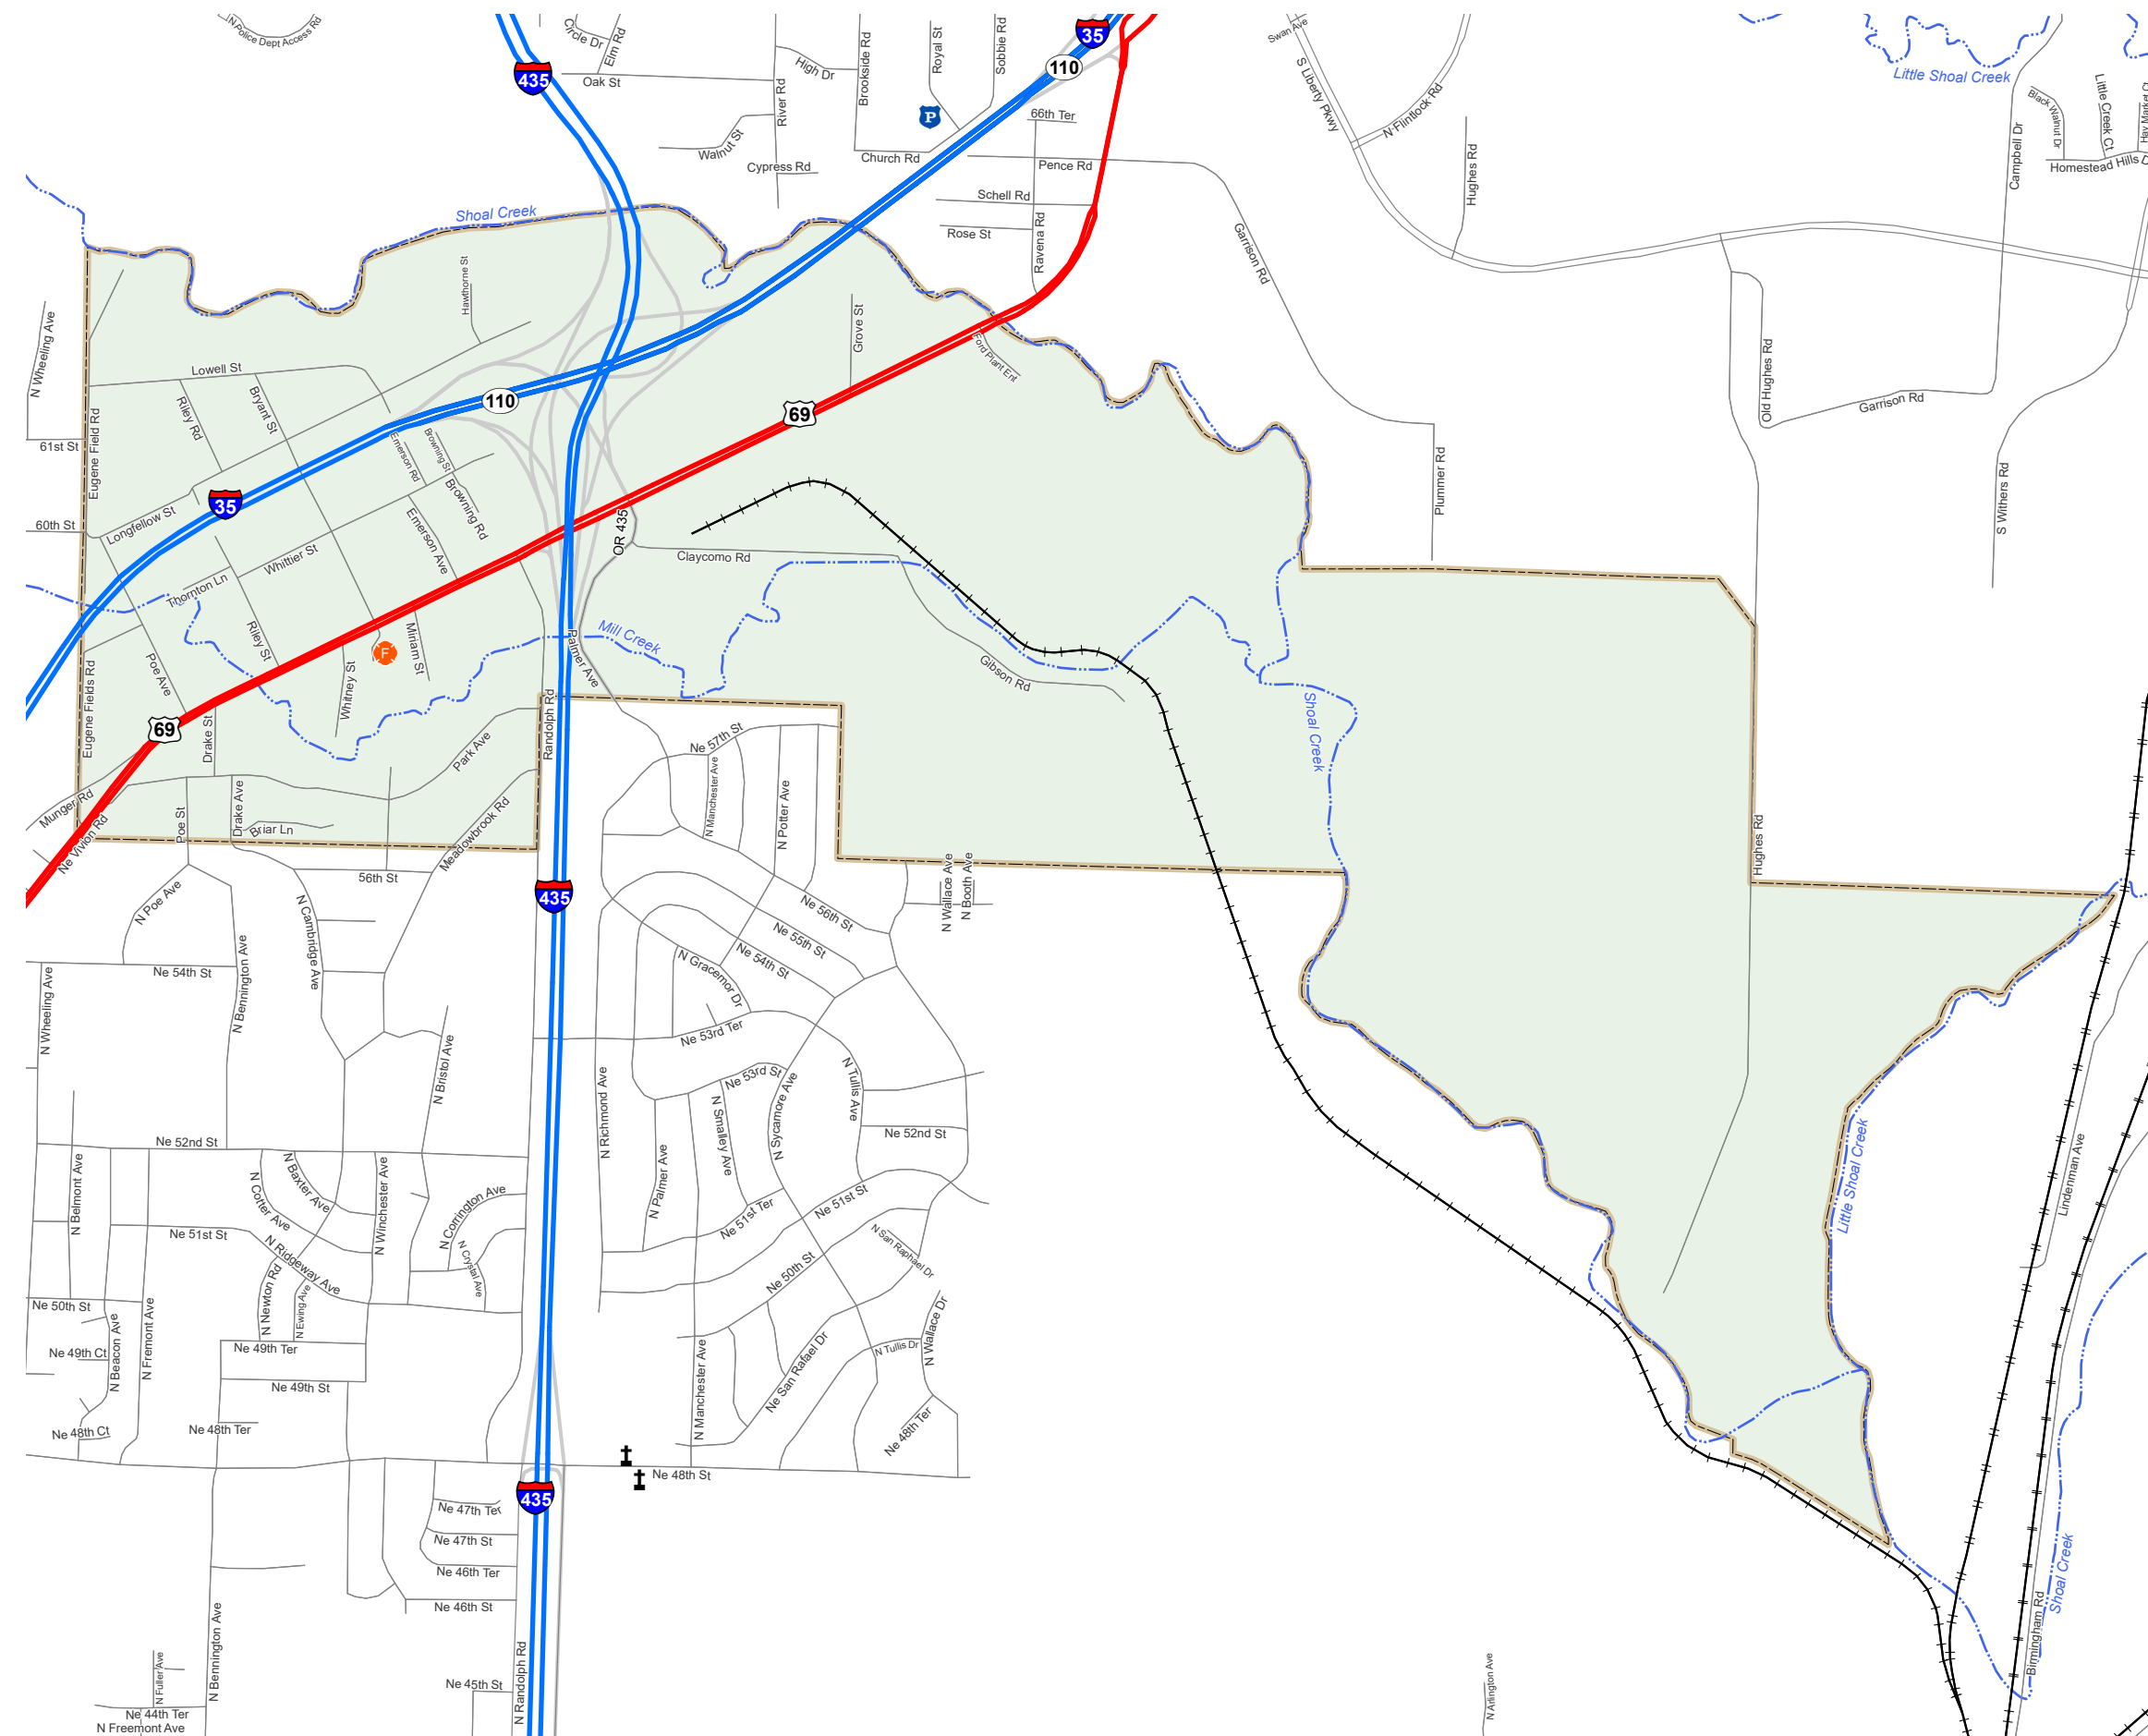 N Police Dept Access Rd
Circle Dr
Elm Rd
435
Oak St
River Rd
High Dr
Brookside Rd
Royal St
Sobbie Rd
35
110
Swan Ave
S Liberty Pkwy
N Flintlock Rd
Little Shoal Creek
Black Walnut Dr
Little Creek Ct
Homestead Hills D
Campbell Dr
P
66th Ter
Walnut St
Church Rd
Cypress Rd
Pence Rd
Schell Rd
Rose St
Ravena Rd
Hughes Rd
Garrison Rd
Shoal Creek
Hawthorne St
N Wheeling Ave
Grove St
Ford Plant Ent
Lowell St
Old Hughes Rd
Garrison Rd
Riley Rd
Bryant St
110
69
61st St
Eugene Field Rd
Emerson Rd
Browning St
Browning Rd
Plummer Rd
S Withers Rd
35
60th St
Longfellow St
Emerson Ave
OR 435
Whittier St
Claycomo Rd
Thornton Ln
Riley St
Miriam St
F
Palmer Ave
Mill Creek
Poe Ave
Eugene Fields Rd
Whitney St
Gibson Rd
Shoal Creek
69
Drake St
Park Ave
Randolph Rd
Ne 57th St
N Manchester Ave
N Potter Ave
Munger Rd
Ne Vivion Rd
Poe St
Drake Ave
Briar Ln
Meadowbrook Rd
Hughes Rd
56th St
435
N Wallace Ave
N Booth Ave
N Poe Ave
N Cambridge Ave
Ne 56th St
Ne 55th St
Ne 54th St
N Gracemor Dr
Ne 54th St
N Bennington Ave
N Wheeling Ave
Ne 53rd Ter
N Bristol Ave
Ne 53rd St
N Tullis Ave
N Richmond Ave
N Smalley Ave
N Sycamore Ave
Ne 52nd St
Ne 52nd St
N Palmer Ave
N Belmont Ave
N Cotter Ave
N Baxter Ave
N Winchester Ave
N Corrington Ave
N Crystal Ave
Ne 51st St
Ne 51st Ter
Ne 51st St
Little Shoal Creek
Lindenman Ave
N Ridgeway Ave
N San Raphael Dr
Ne 50th St
N Newton Rd
N Ewing Ave
Ne 50th St
N Beacon Ave
N Fremont Ave
Ne 49th Ct
Ne 49th Ter
Ne 49th St
N Manchester Ave
Ne San Rafael Dr
N Tullis Dr
N Wallace Dr
Ne 48th Ct
Ne 48th Ter
Ne 48th Ter
Ne 48th St
435
Ne 47th Ter
Ne 47th St
Ne 46th Ter
Ne 46th St
Shoal Creek
Birmingham Rd
N Bennington Ave
N Fuller Ave
N Randolph Rd
Ne 45th St
N Arlington Ave
Ne 44th Ter
N Freemont Ave